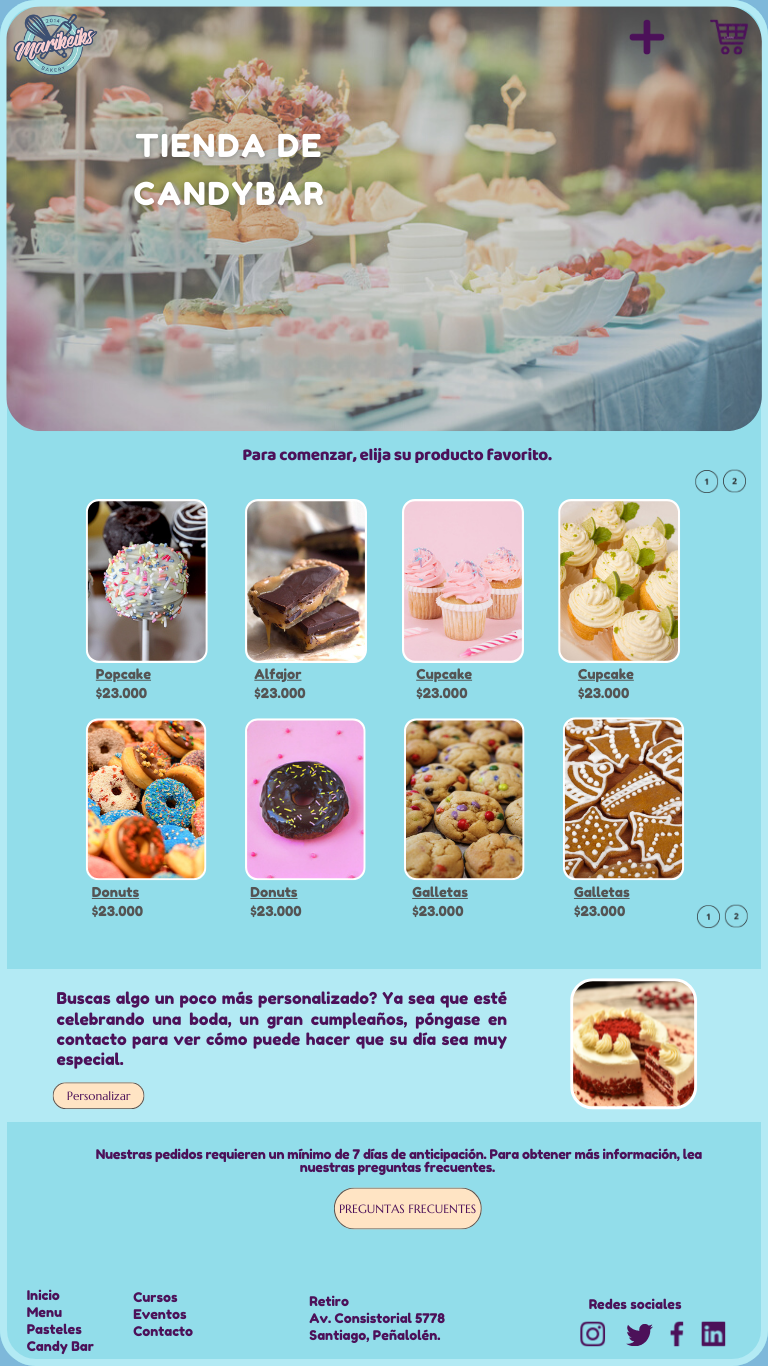 2014
Marikeiks
BAKERY
TIENDA DE
CANDYBAR
Para comenzar, elija su producto favorito.
1 2
Popcake
$23.000
Alfajor
$23.000
Cupcake
$23.000
Cupcake
$23.000
Donuts
$23.000
Donuts
$23.000
Galletas
$23.000
Galletas
$23.000
1 2
Buscas algo un poco más personalizado? Ya sea que esté
celebrando una boda, un gran cumpleaños, póngase en
contacto para ver cómo puede hacer que su día sea muy
especial.
Personalizar
Nuestras pedidos requieren un mínimo de 7 días de anticipación. Para obtener más información, lea
nuestras preguntas frecuentes.
PREGUNTAS FRECUENTES
Inicio
Menu
Pasteles
Candy Bar
Cursos
Eventos
Contacto
Retiro
Av. Consistorial 5778
Santiago, Peñalolén.
Redes sociales